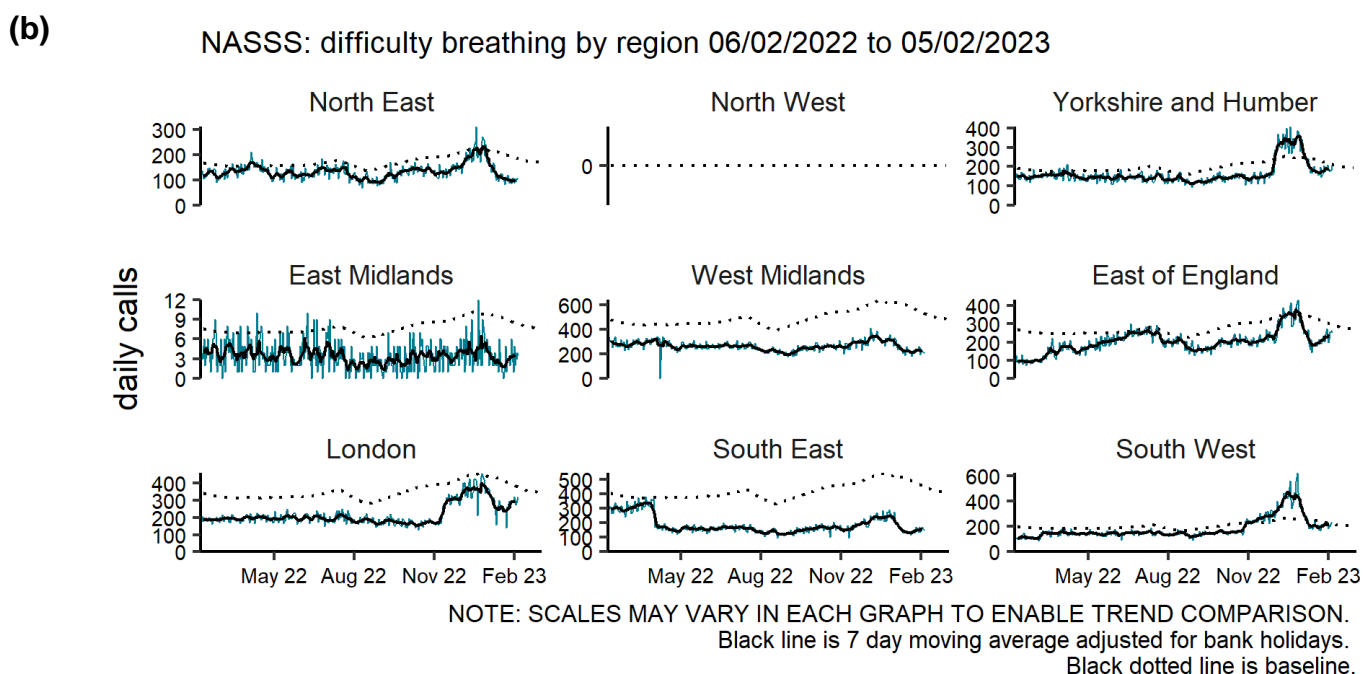 (b)
NASSS: difficulty breathing by region 06/02/2022 to 05/02/2023
North East
North West
Yorkshire and Humber
300
200
100
0
0
400
300
200
100
0
daily calls
East Midlands
West Midlands
East of England
12
9
6
3
0
600
400
200
0
400
300
200
100
0
London
South East
South West
400
300
200
100
0
500
400
300
200
100
0
600
400
200
0
May 22 Aug 22 Nov 22 Feb 23
May 22 Aug 22 Nov 22 Feb 23
May 22 Aug 22 Nov 22 Feb 23
NOTE: SCALES MAY VARY IN EACH GRAPH TO ENABLE TREND COMPARISON.
Black line is 7 day moving average adjusted for bank holidays.
Black dotted line is baseline.